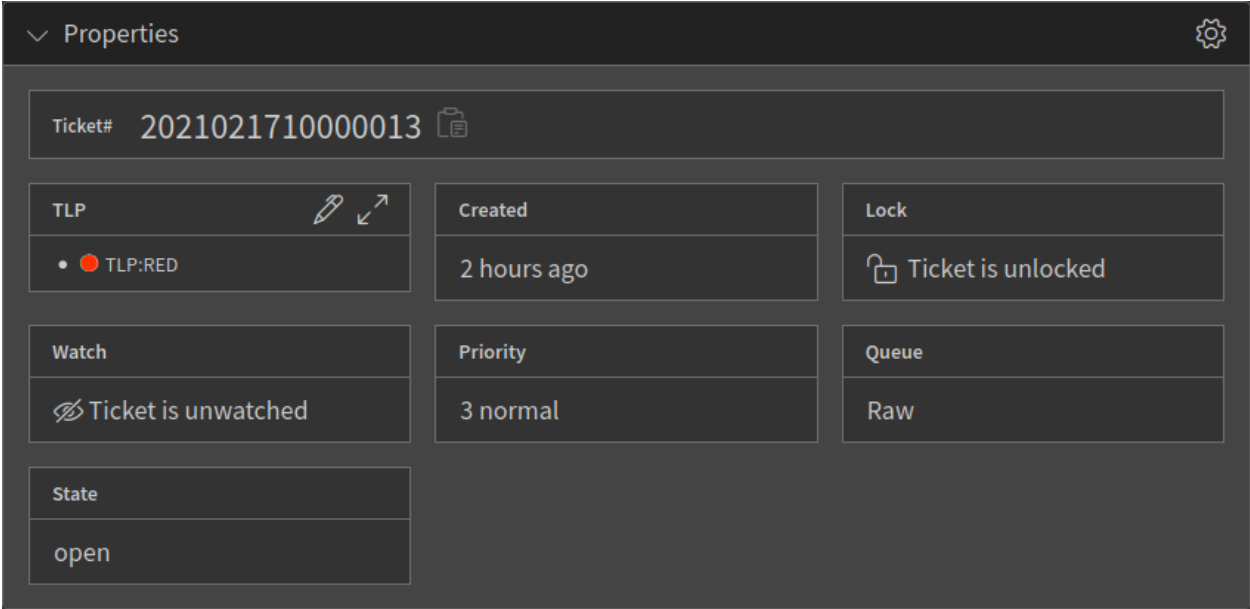 Properties
Ticket# 2021021710000013
TLP
• TLP:RED
Created
2 hours ago
Lock
Ticket is unlocked
Watch
Ticket is unwatched
Priority
3 normal
Queue
Raw
State
open